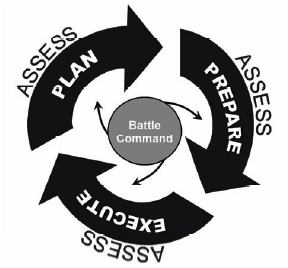 ASSESS
PLAN
ASSESS
PREPARE
Battle
Command
EXECUTE
ASSESS